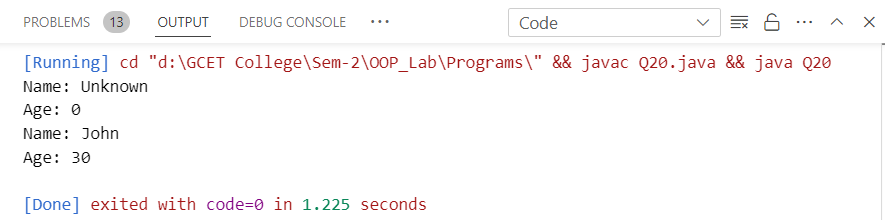 PROBLEMS 13 OUTPUT DEBUG CONSOLE ··· Code ···
[Running] cd "d:\GCET College\Sem-2\OOP_Lab\Programs\" && javac Q20.java && java Q20
Name: Unknown
Age: 0
Name: John
Age: 30
[Done] exited with code=0 in 1.225 seconds